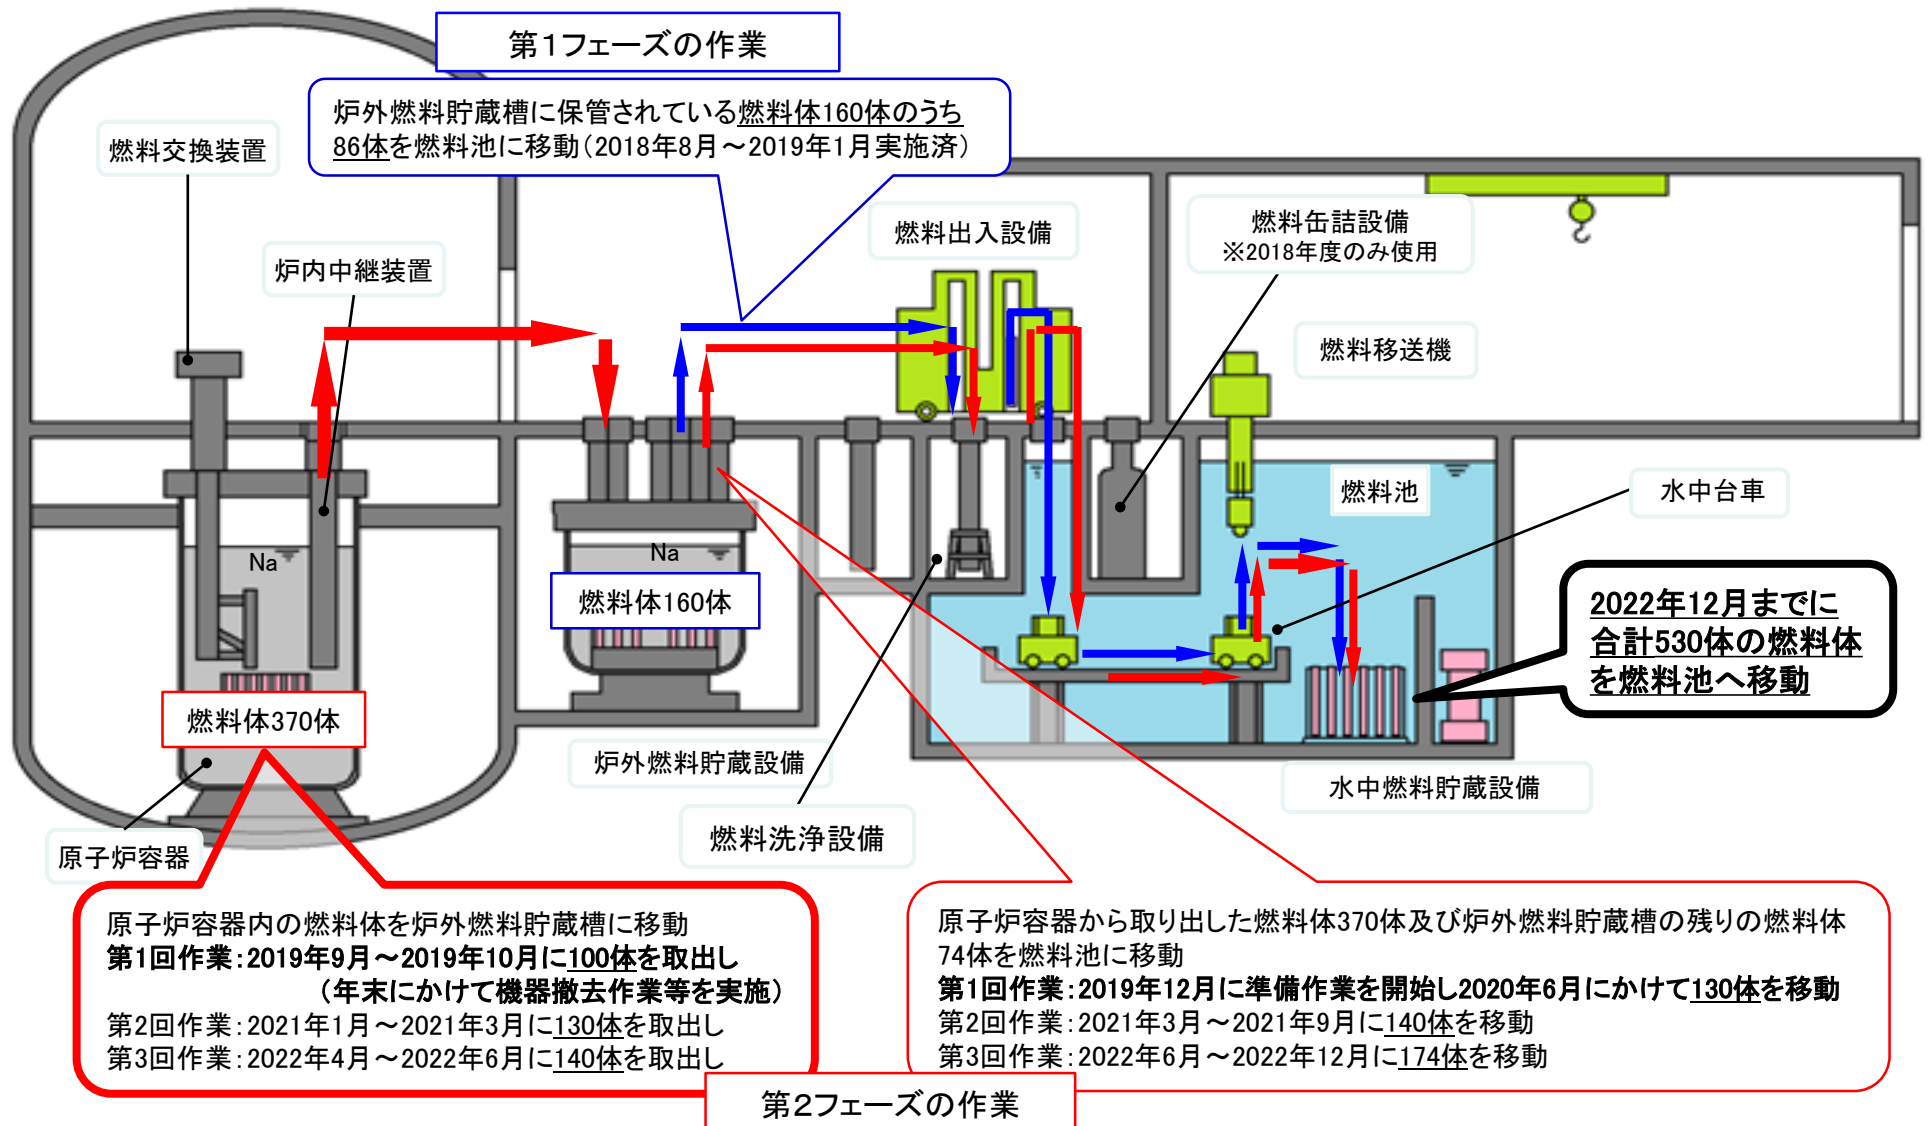 第1フェーズの作業
炉外燃料貯蔵槽に保管されている燃料体160体のうち
86体を燃料池に移動（2018年8月～2019年1月実施済）
燃料交換装置
炉内中継装置
燃料出入設備
燃料缶詰設備
※2018年度のみ使用
燃料移送機
燃料池
水中台車
Na
Na
燃料体160体
燃料体370体
2022年12月までに
合計530体の燃料体
を燃料池へ移動
炉外燃料貯蔵設備
水中燃料貯蔵設備
燃料洗浄設備
原子炉容器
原子炉容器内の燃料体を炉外燃料貯蔵槽に移動
第1回作業：2019年9月～2019年10月に100体を取出し
（年末にかけて機器撤去作業等を実施）
第2回作業：2021年1月～2021年3月に130体を取出し
第3回作業：2022年4月～2022年6月に140体を取出し
原子炉容器から取り出した燃料体370体及び炉外燃料貯蔵槽の残りの燃料体
74体を燃料池に移動
第1回作業：2019年12月に準備作業を開始し2020年6月にかけて130体を移動
第2回作業：2021年3月～2021年9月に140体を移動
第3回作業：2022年6月～2022年12月に174体を移動
第2フェーズの作業